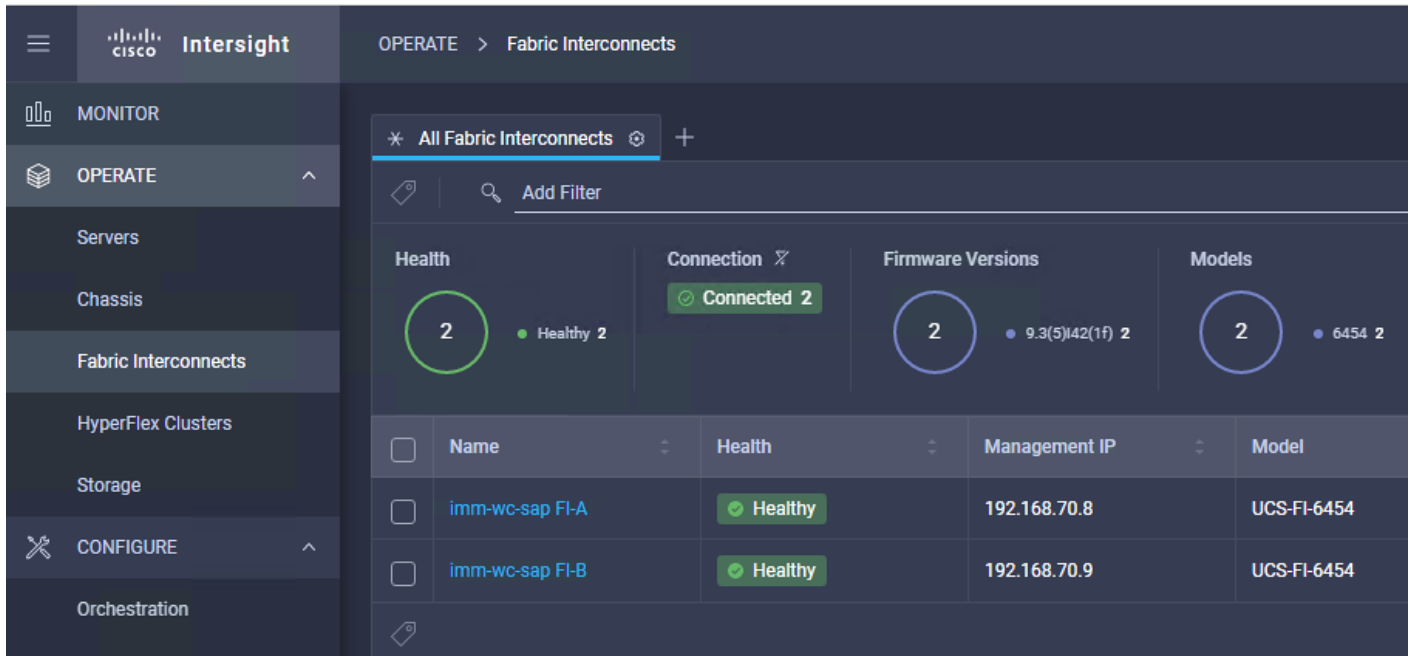 cisco Intersight
OPERATE > Fabric Interconnects
MONITOR
OPERATE
Servers
Chassis
Fabric Interconnects
HyperFlex Clusters
Storage
CONFIGURE
Orchestration
All Fabric Interconnects
Add Filter
Health
2
Healthy 2
Connection
Connected 2
Firmware Versions
2
9.3(5)I42(1f) 2
Models
2
6454 2
Name Health Management IP Model
imm-wc-sap FI-A Healthy 192.168.70.8 UCS-FI-6454
imm-wc-sap FI-B Healthy 192.168.70.9 UCS-FI-6454